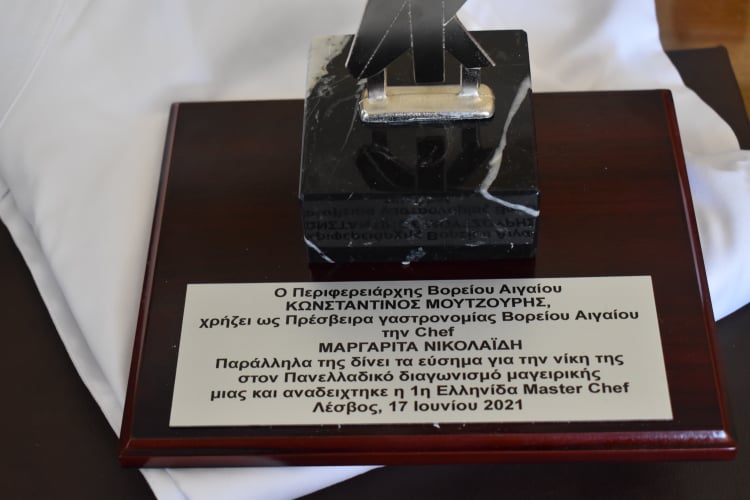 Ο Περιφερειάρχης Βορείου Αιγαίου
ΚΩΝΣΤΑΝΤΙΝΟΣ ΜΟΥΤΖΟΥΡΗΣ,
χρήζει ως Πρέσβειρα γαστρονομίας Βορείου Αιγαίου
την Chef
ΜΑΡΓΑΡΙΤΑ ΝΙΚΟΛΑΪΔΗ
Παράλληλα της δίνει τα εύσημα για την νίκη της
στον Πανελλαδικό διαγωνισμό μαγειρικής
μιας και αναδειχτηκε η 1η Ελληνίδα Master Chef
Λέσβος, 17 Ιουνίου 2021